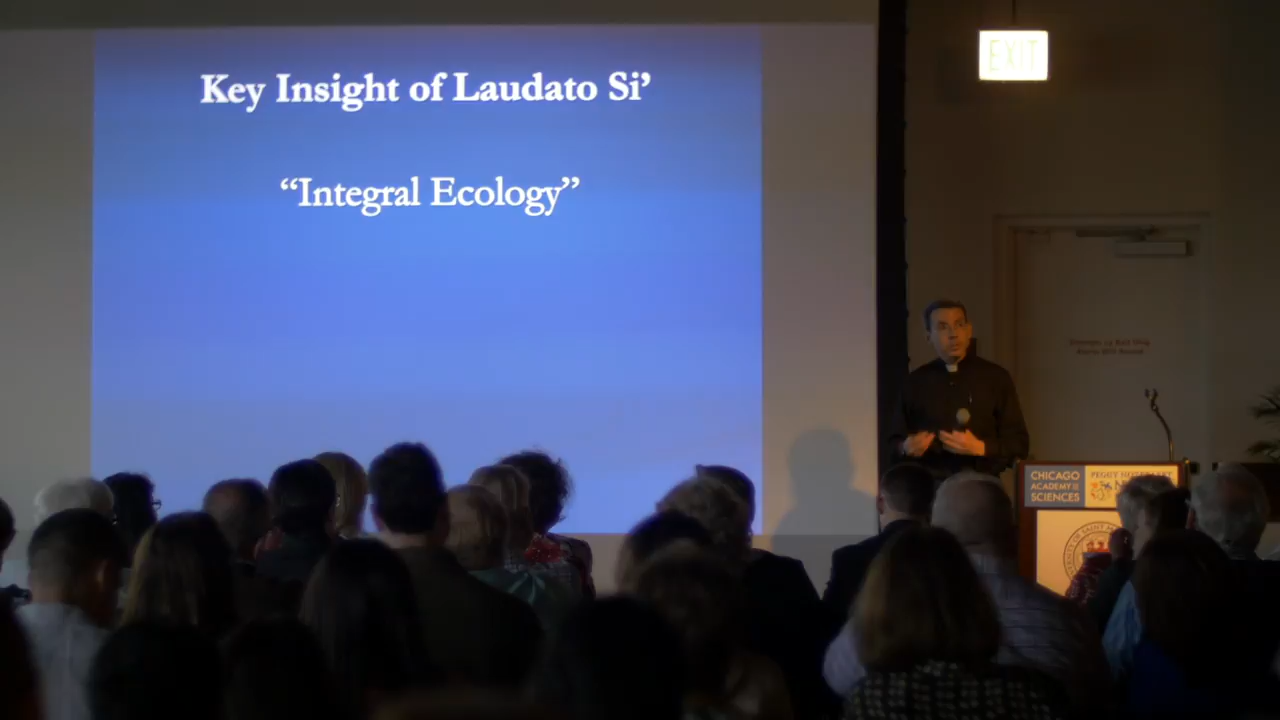 Key Insight of Laudato Si’
“Integral Ecology”
EXIT
CHICAGO
ACADEMY OF
SCIENCES
PEGGY NOTEBAERT